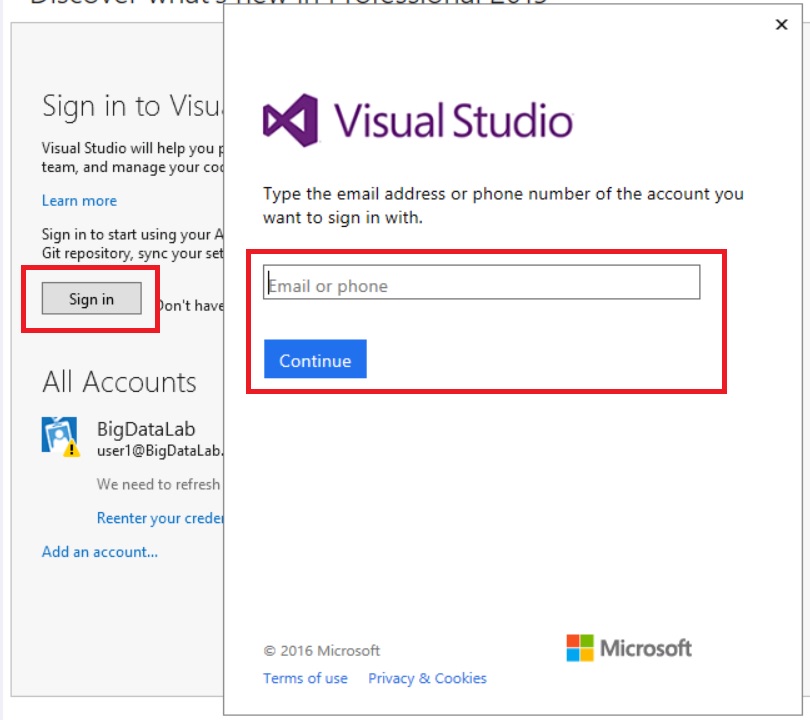 Discover what's new in Professional 2015
Sign in to Visu
Visual Studio will help you p
team, and manage your co
Learn more
Sign in to start using your A
Git repository, sync your set
Sign in
Don't have
All Accounts
BigDataLab
user1@BigDataLab.
We need to refresh
Reenter your crede
Add an account...
Visual Studio
Type the email address or phone number of the account you
want to sign in with.
Email or phone
Continue
© 2016 Microsoft
Microsoft
Terms of use Privacy & Cookies